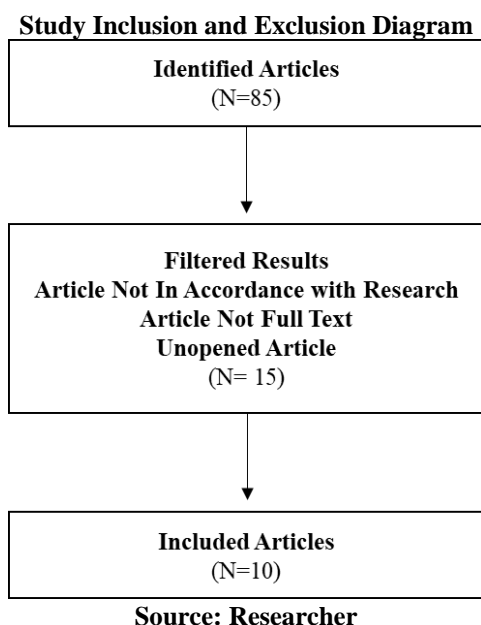 Study Inclusion and Exclusion Diagram
Identified Articles
(N=85)
Filtered Results
Article Not In Accordance with Research
Article Not Full Text
Unopened Article
(N= 15)
Included Articles
(N=10)
Source: Researcher